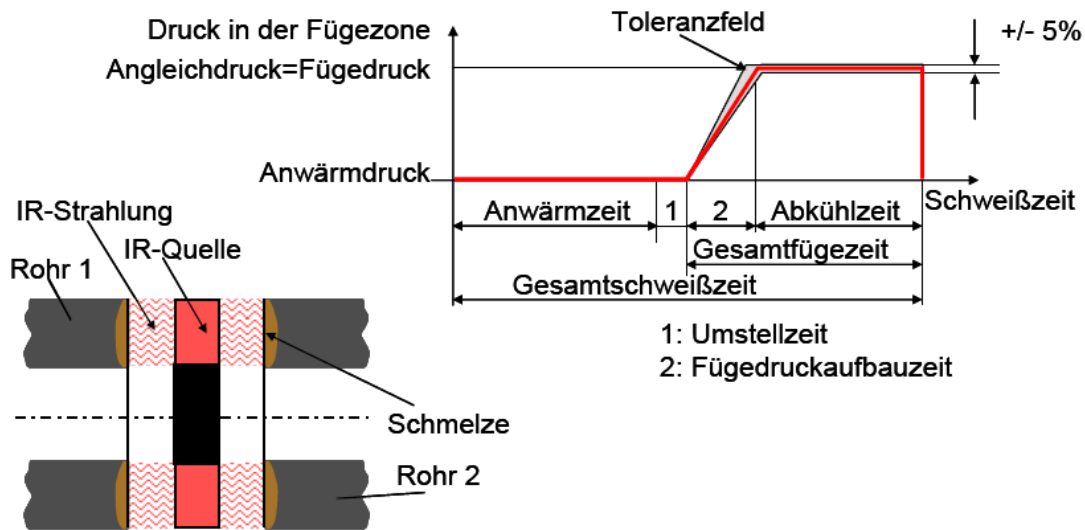 Druck in der Fügezone
Toleranzfeld
+/- 5%
Angleichdruck=Fügedruck
Anwärmdruck
Schweißzeit
Anwärmzeit
1
2
Abkühlzeit
Gesamtfügezeit
Gesamtschweißzeit
1: Umstellzeit
2: Fügedruckaufbauzeit
IR-Strahlung
IR-Quelle
Rohr 1
Schmelze
Rohr 2